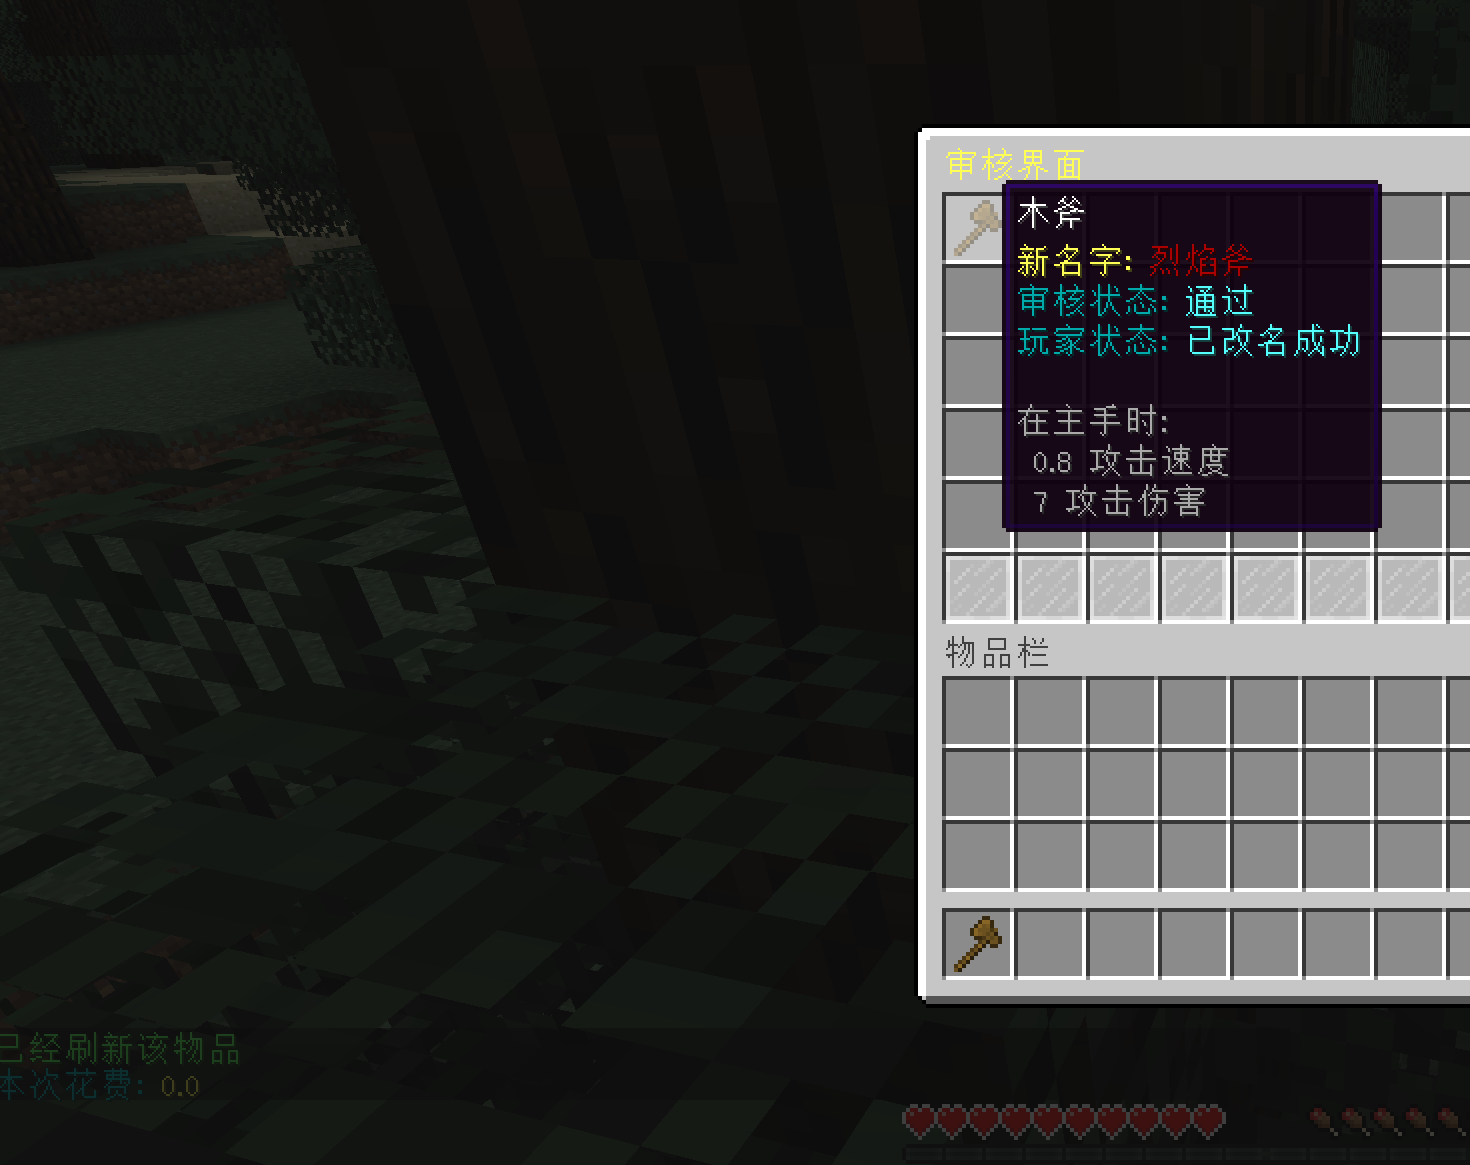 审核界面
木斧
新名字: 烈焰斧
审核状态: 通过
玩家状态: 已改名成功
在主手时:
0.8 攻击速度
7 攻击伤害
物品栏
已经刷新该物品
本次花费: 0.0